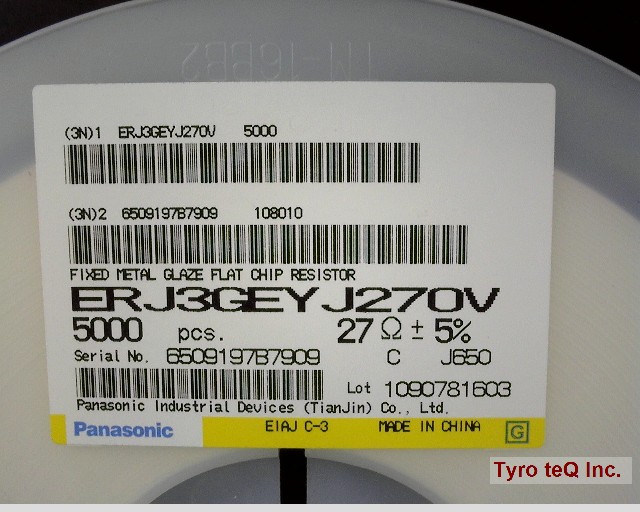 TM-16BB2
(3N)1 ERJ3GEYJ270V 5000
(3N)2 6509197B7909 108010
FIXED METAL GLAZE FLAT CHIP RESISTOR
ERJ3GEYJ270V
5000 pcs. 27 Ω ± 5%
Serial No. 6509197B7909 C J650
Lot 1090781603
Panasonic Industrial Devices (TianJin) Co., Ltd.
Panasonic EIAJ C-3 MADE IN CHINA G
Tyro teQ Inc.